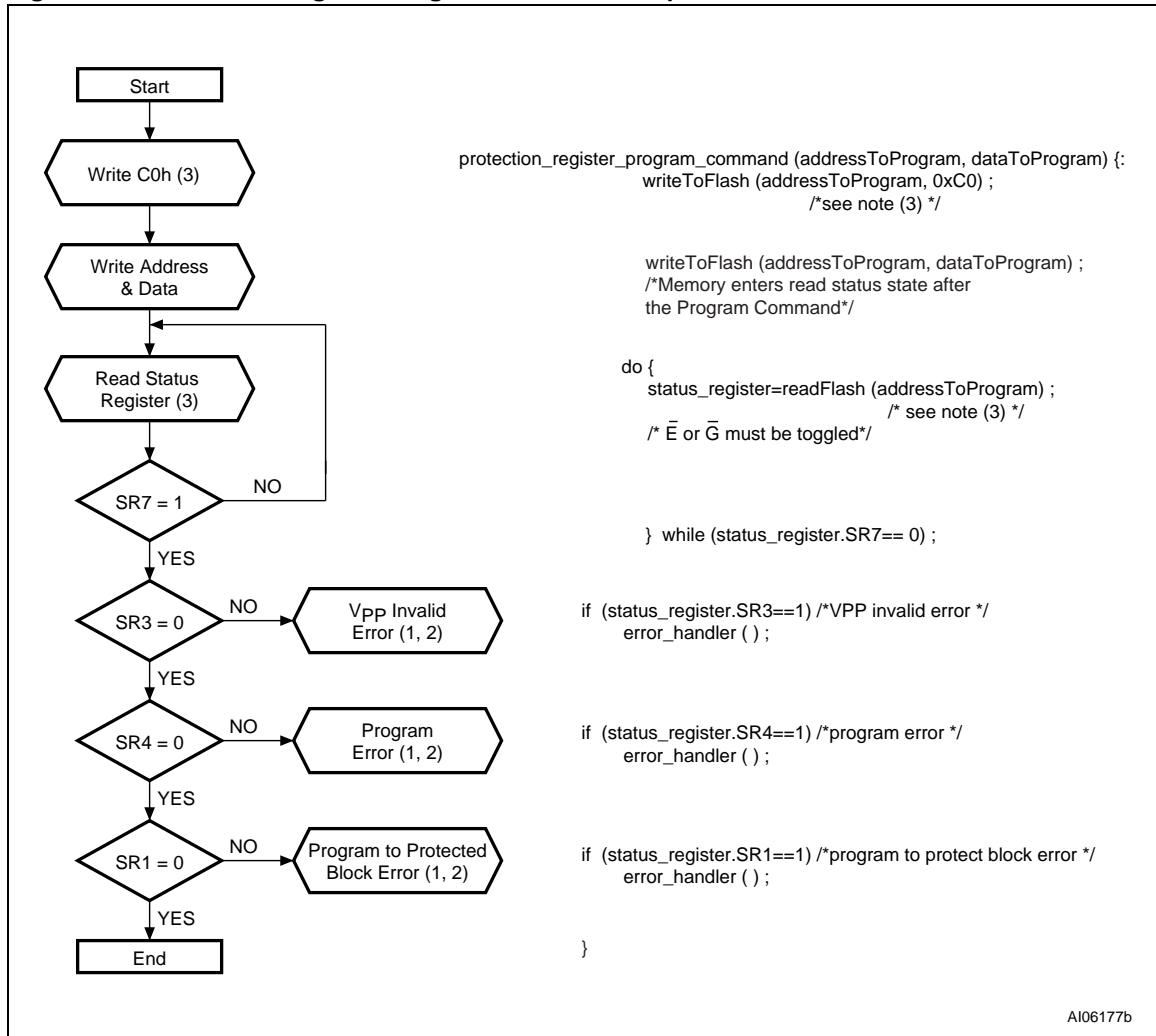 Start
Write C0h (3)
protection_register_program_command (addressToProgram, dataToProgram) {:
writeToFlash (addressToProgram, 0xC0) ;
/*see note (3) */
Write Address
& Data
writeToFlash (addressToProgram, dataToProgram) ;
/*Memory enters read status state after
the Program Command*/
Read Status
Register (3)
do {
status_register=readFlash (addressToProgram) ;
/* see note (3) */
/* E̅ or G̅ must be toggled*/
SR7 = 1
NO
YES
} while (status_register.SR7== 0) ;
SR3 = 0
NO
YES
VPP Invalid
Error (1, 2)
if (status_register.SR3==1) /*VPP invalid error */
error_handler ( ) ;
SR4 = 0
NO
YES
Program
Error (1, 2)
if (status_register.SR4==1) /*program error */
error_handler ( ) ;
SR1 = 0
NO
YES
Program to Protected
Block Error (1, 2)
if (status_register.SR1==1) /*program to protect block error */
error_handler ( ) ;
End
}
AI06177b